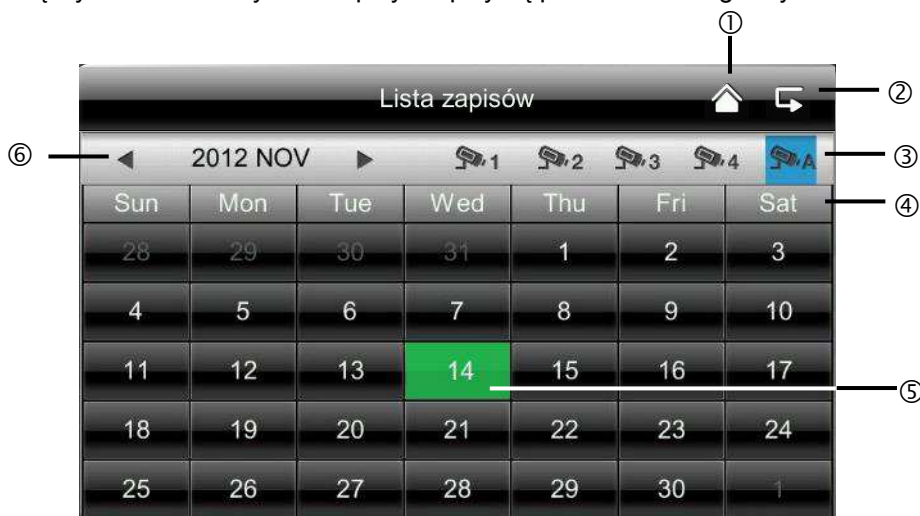 ①
Lista zapisów
②
⑥ 2012 NOV 1 2 3 4 A ③
Sun Mon Tue Wed Thu Fri Sat ④
28 29 30 31 1 2 3
4 5 6 7 8 9 10
11 12 13 14 15 16 17
⑤
18 19 20 21 22 23 24
25 26 27 28 29 30 1